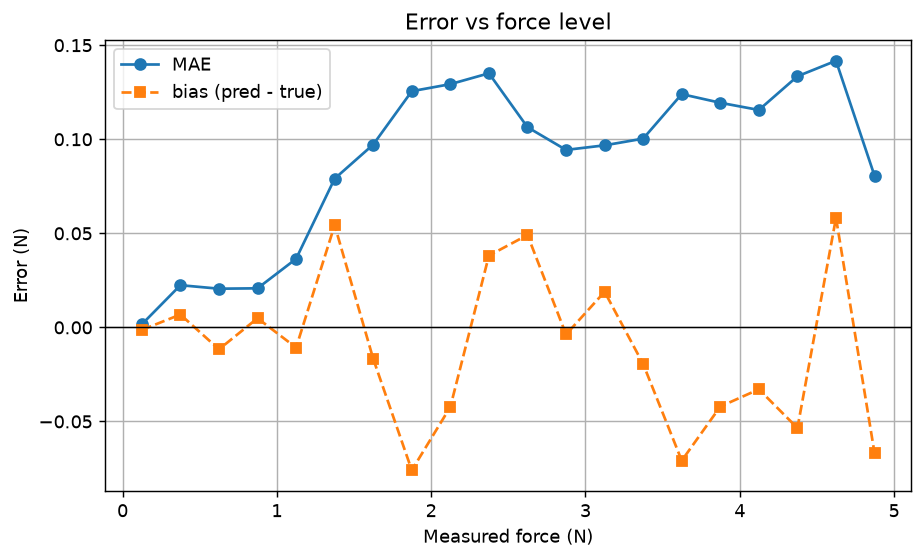 Error vs force level
MAE
bias (pred - true)
0.15
0.10
0.05
0.00
−0.05
Error (N)
0
1
2
3
4
5
Measured force (N)